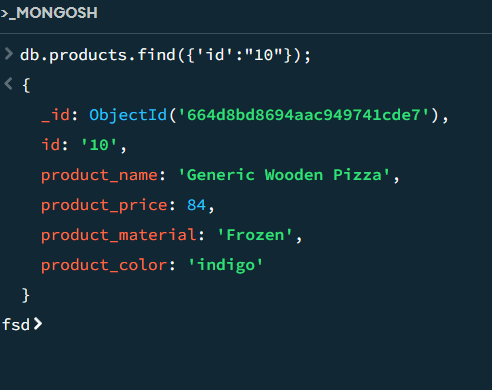 >_MONGOSH
> db.products.find({'id':"10"});
< {
_id: ObjectId('664d8bd8694aac949741cde7'),
id: '10',
product_name: 'Generic Wooden Pizza',
product_price: 84,
product_material: 'Frozen',
product_color: 'indigo'
}
fsd>